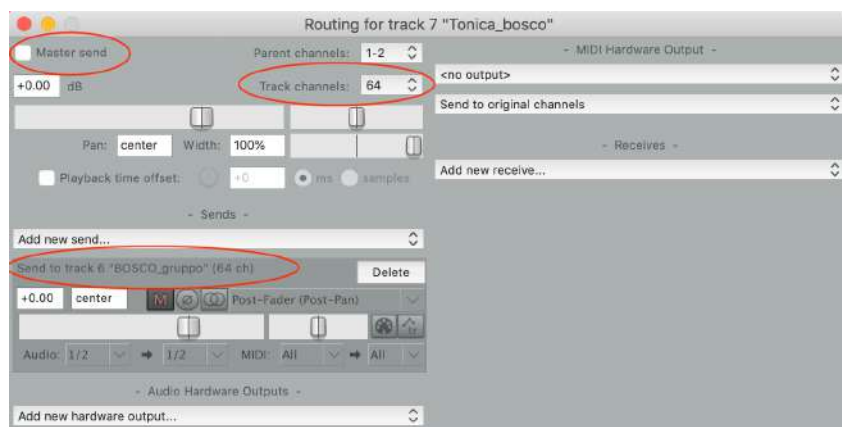 Routing for track 7 "Tonica_bosco"
Master send
Parent channels: 1-2
+0.00 dB
Track channels: 64
Pan: center Width: 100%
Playback time offset: +0 ms samples
- Sends -
Add new send...
Send to track 6 "BOSCO_gruppo" (64 ch)
Delete
+0.00 center M Post-Fader (Post-Pan)
Audio: 1/2 1/2 MIDI: All All
- Audio Hardware Outputs -
Add new hardware output...
- MIDI Hardware Output -
<no output>
Send to original channels
- Receives -
Add new receive...